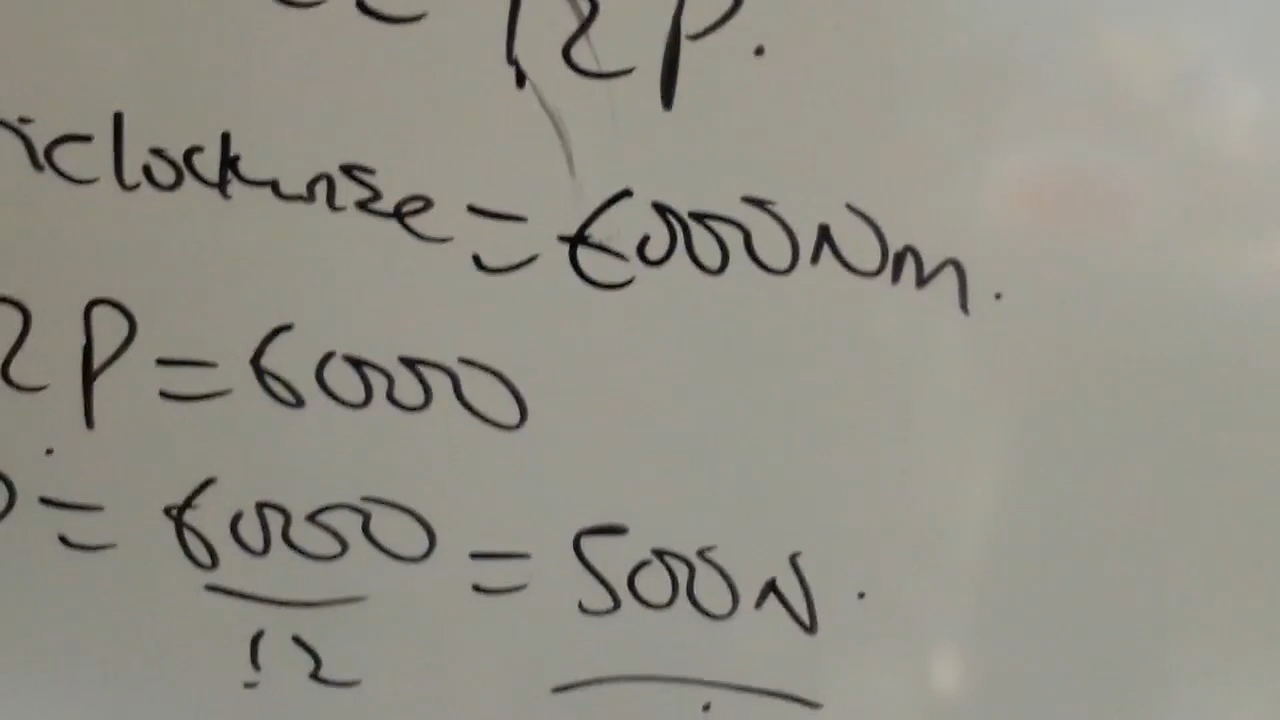 = 12P.
iclockwise = 6000Nm.
2P = 6000
= 6000/12 = 500N.